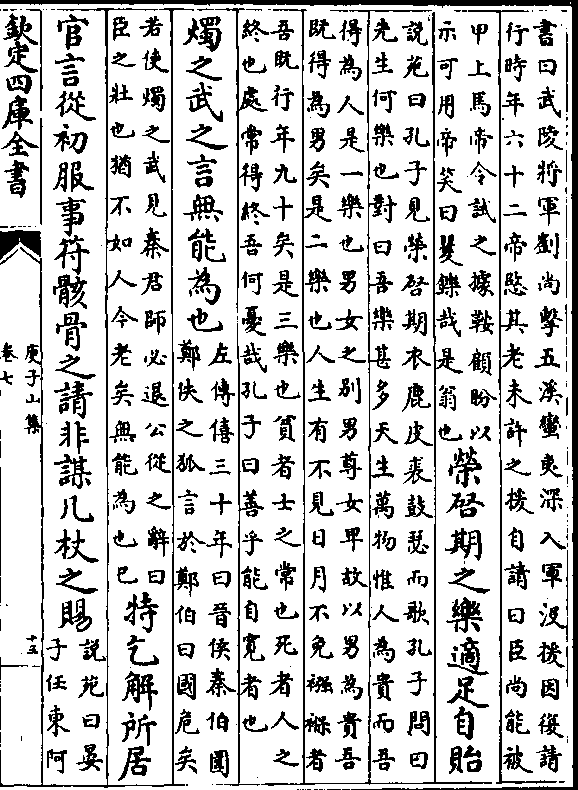 書曰武陵將軍劉尚擊五溪蠻夷深入軍没援因復請
行時年六十二帝愍其老未許之援自請曰臣尚能被
甲上馬帝令試之據鞍顧盼以
示可用帝笑曰矍鑠哉是翁也
榮啓期之樂適足自貽
說苑曰孔子見榮啓期衣鹿皮裘鼓瑟而歌孔子問曰
先生何樂也對曰吾樂甚多天生萬物惟人為貴而吾
得為人是一樂也男女之别男尊女卑故以男為貴吾
既得為男矣是二樂也人生有不見日月不免襁褓者
吾既行年九十矣是三樂也貧者士之常也死者人之
終也處常得終吾何憂哉孔子曰善乎能自寛者也
燭之武之言無能為也
左傳僖三十年曰晉侯秦伯圍
鄭佚之狐言於鄭伯曰國危矣
若使燭之武見秦君師必退公從之辭曰
臣之壯也猶不如人今老矣無能為也已
特乞解所居
官言從初服事符骸骨之請非謀几杖之賜
說苑曰晏
子任東阿
欽定四庫全書
庾子山集
卷七
十五